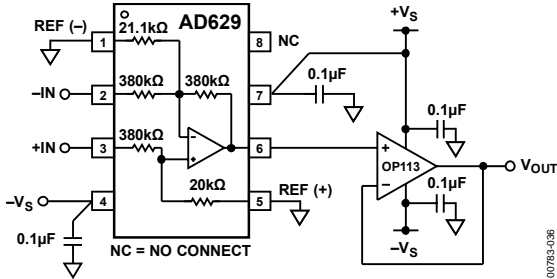 REF (–)
21.1kΩ
AD629
+VS
1
8
NC
–IN
380kΩ
380kΩ
2
7
0.1µF
0.1µF
+IN
380kΩ
3
6
+
–
OP113
VOUT
–
+
–VS
20kΩ
4
5
REF (+)
0.1µF
0.1µF
–VS
NC = NO CONNECT
00783-036